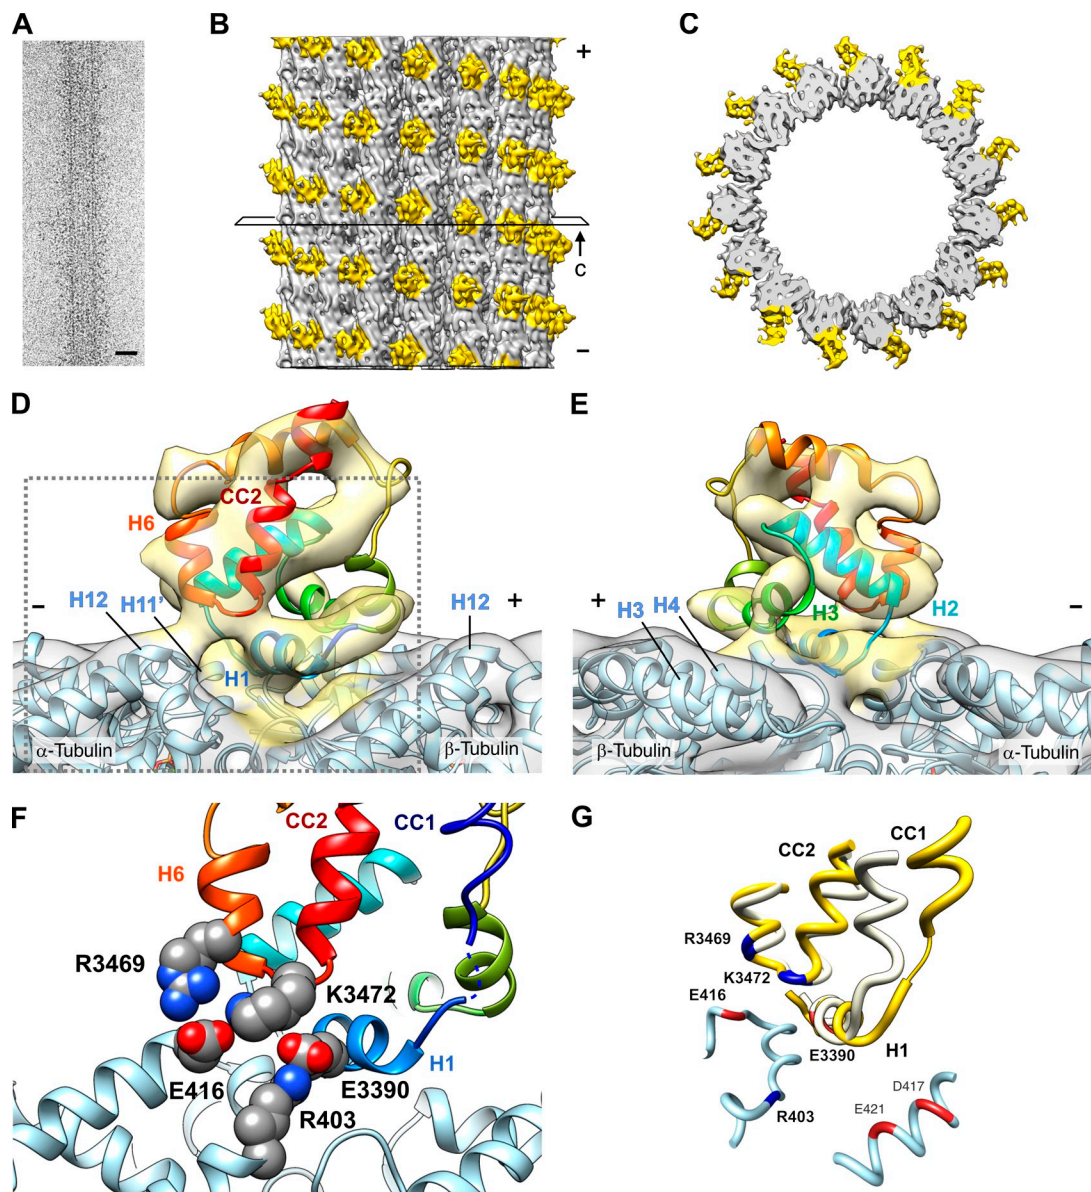 A
B
+
C
−
C
D
CC2
H6
H12
H11’
H12
−
+
H1
α-Tubulin
β-Tubulin
E
+
H3
H4
H3
H2
−
β-Tubulin
α-Tubulin
F
CC2
CC1
H6
R3469
K3472
E416
E3390
H1
R403
G
CC1
CC2
R3469
K3472
E416
E3390
H1
R403
D417
E421